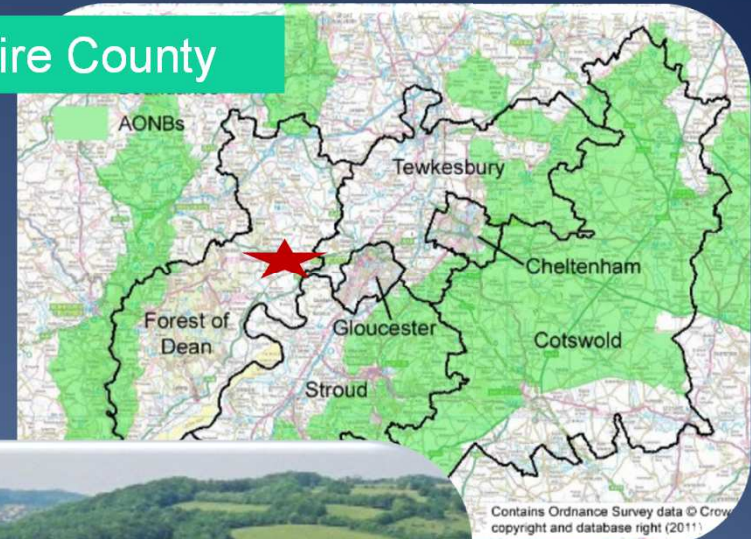 ire County
AONBs
Tewkesbury
Cheltenham
Forest of
Dean
Gloucester
Cotswold
Stroud
Contains Ordnance Survey data © Crow
copyright and database right (2011)